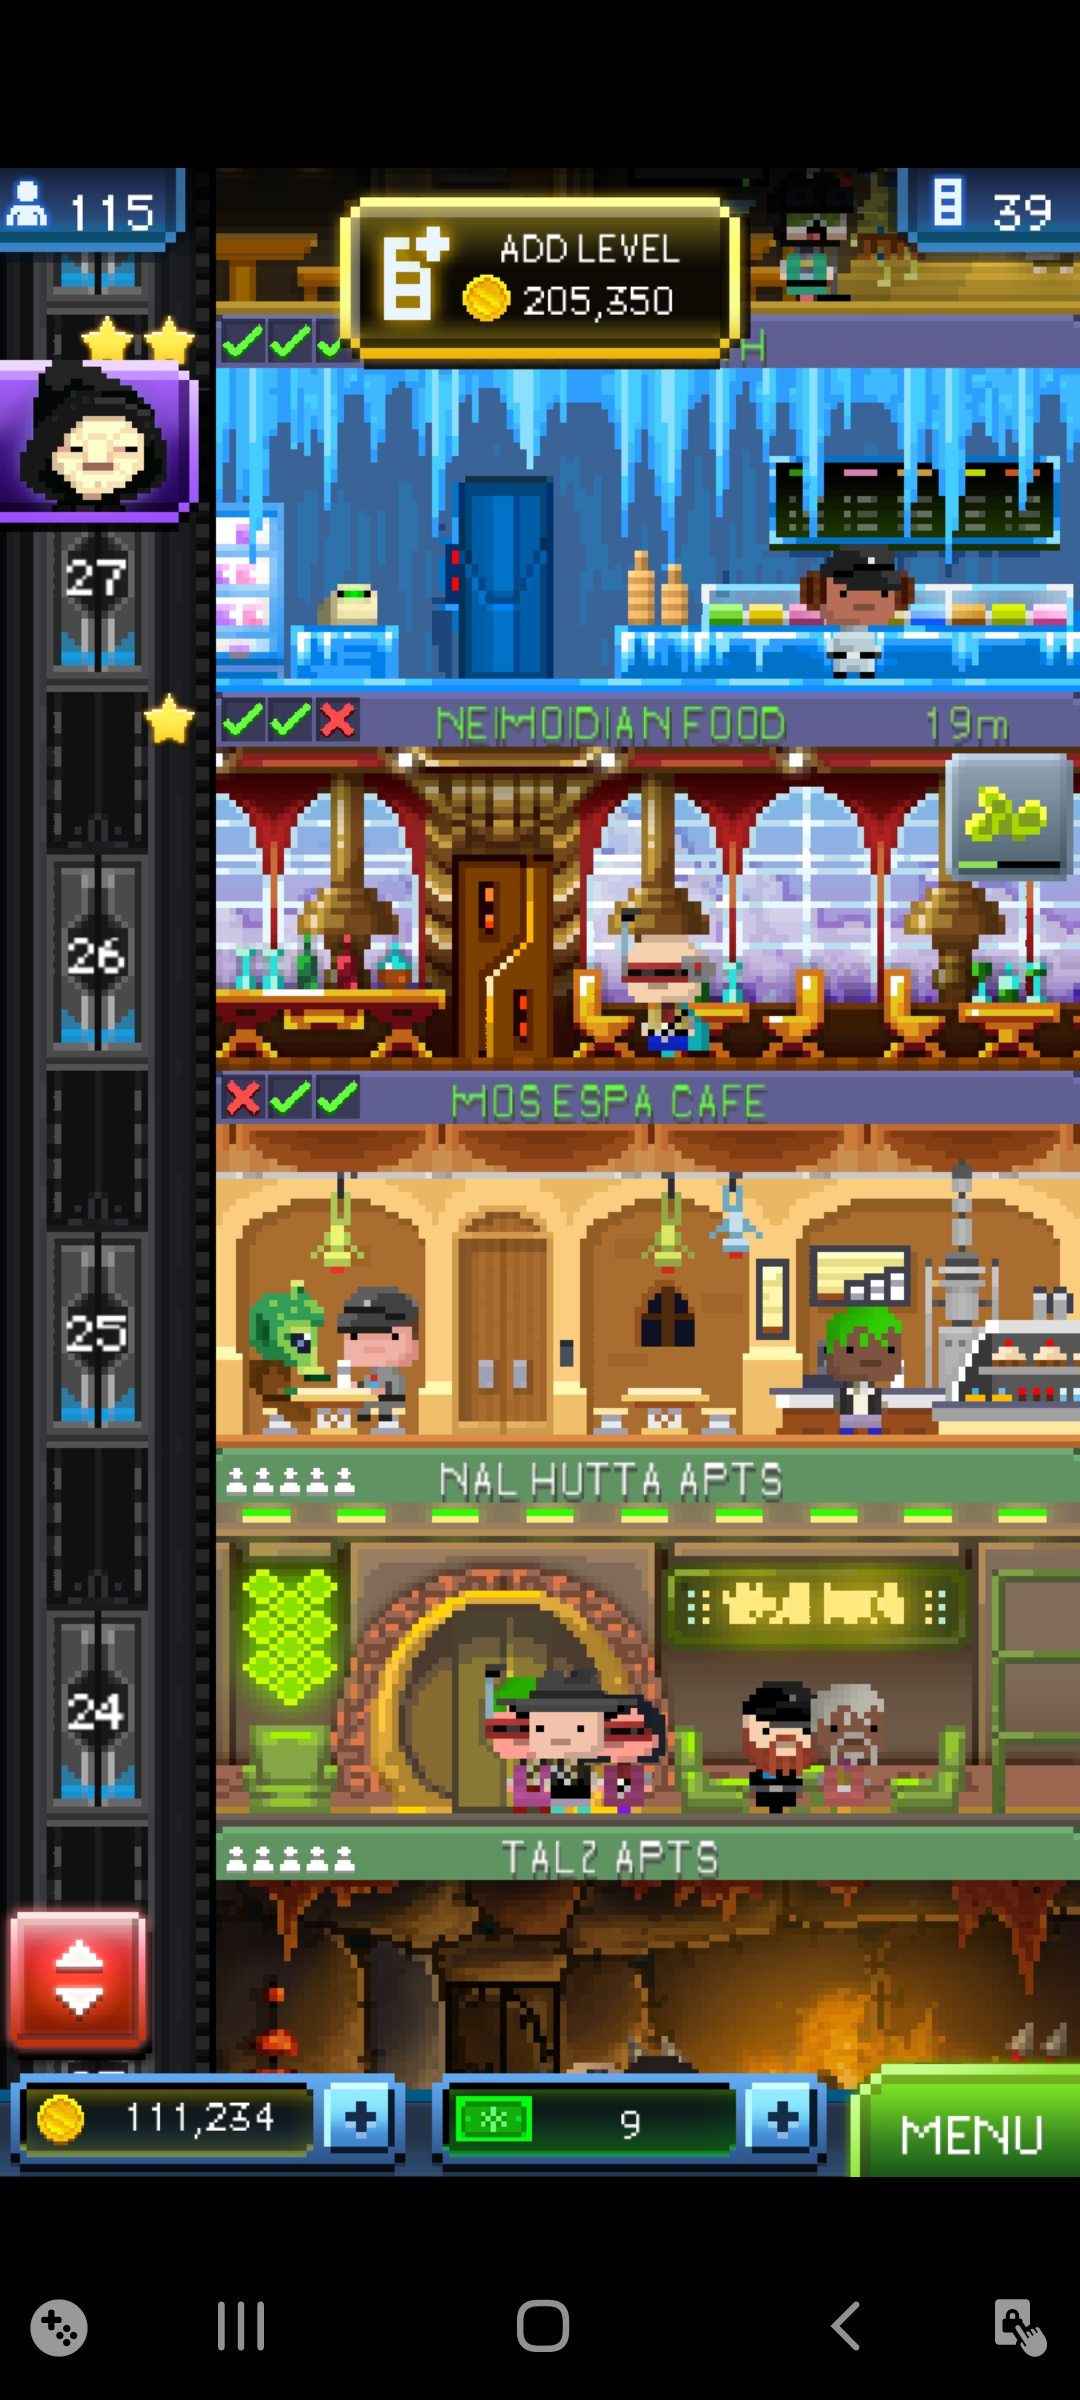 115
ADD LEVEL
205,350
39
H
27
NEIMOIDIAN FOOD 19m
26
MOS ESPA CAFE
25
NAL HUTTA APTS
24
TALZ APTS
111,234
9
MENU